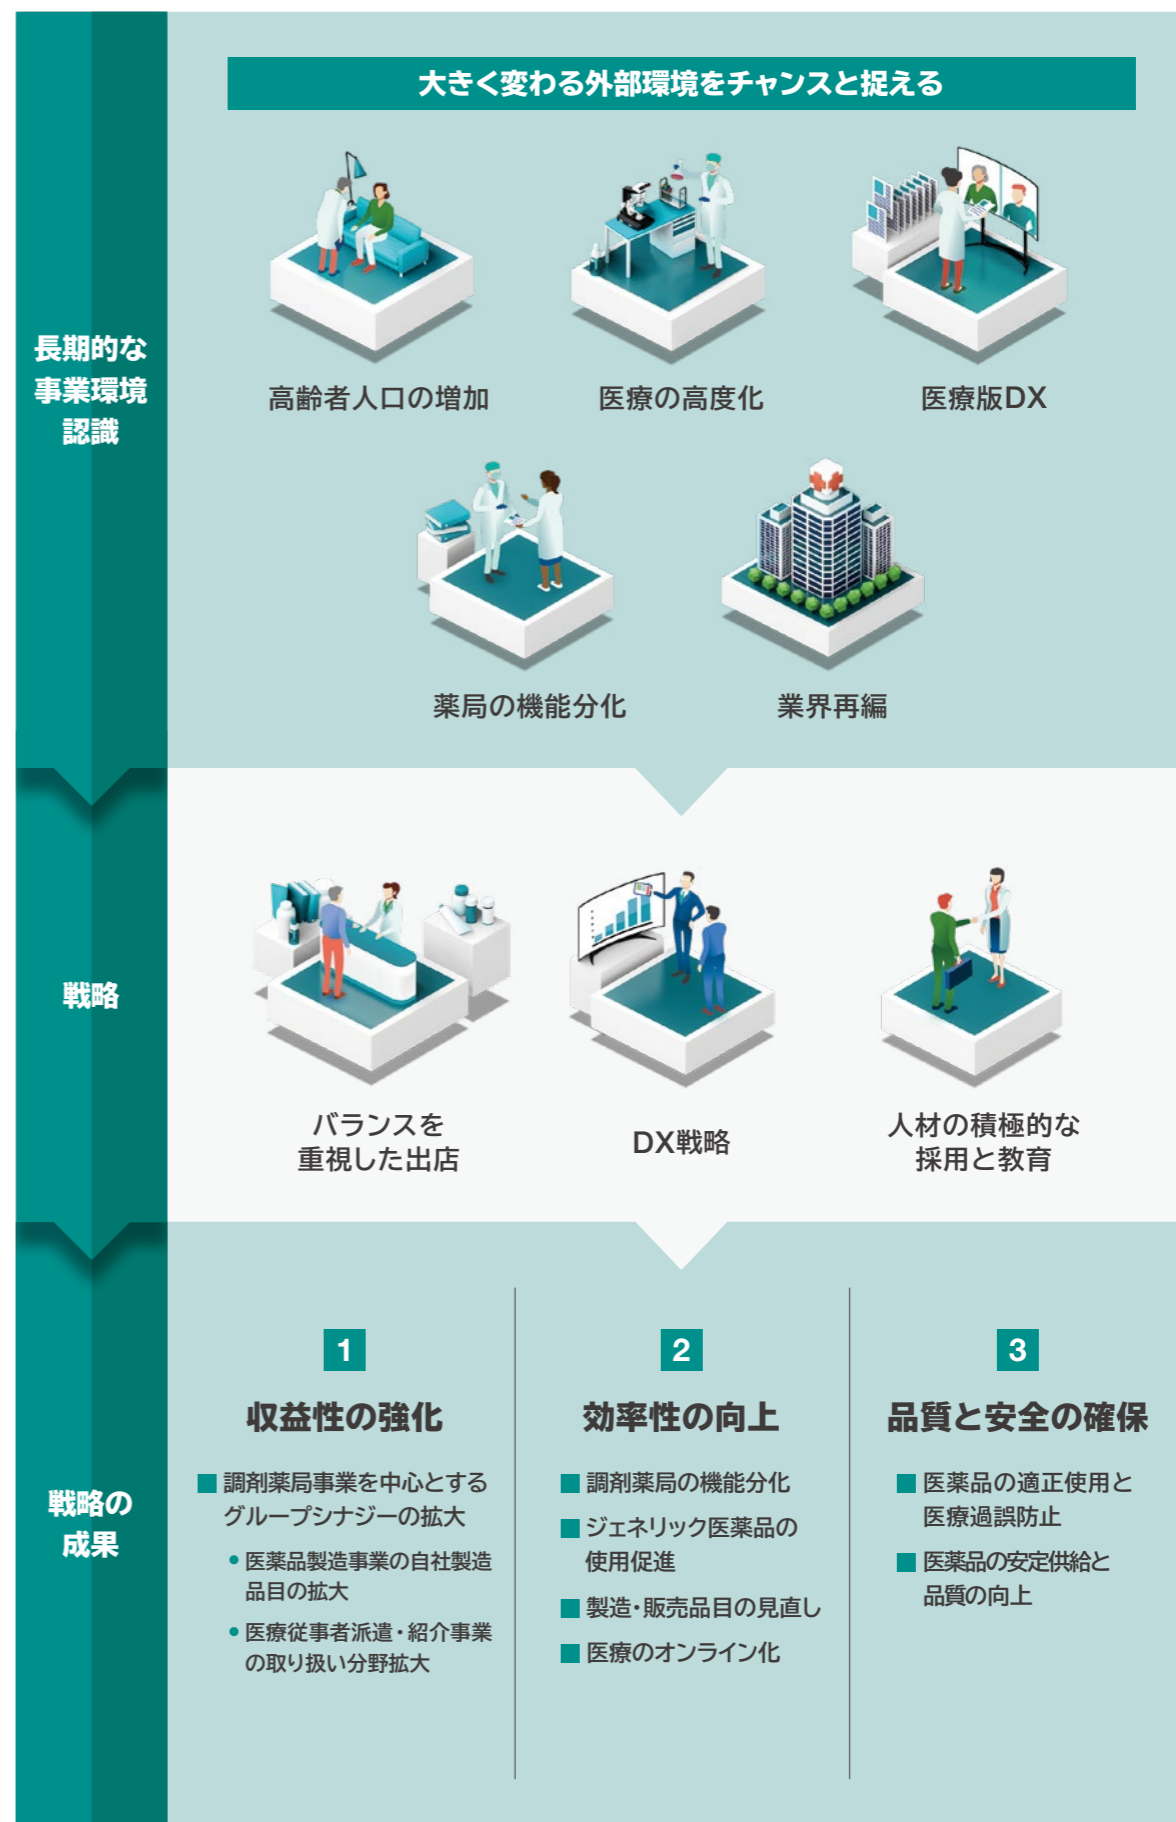 大きく変わる外部環境をチャンスと捉える
長期的な
事業環境
認識
高齢者人口の増加
医療の高度化
医療版DX
薬局の機能分化
業界再編
戦略
バランスを
重視した出店
DX戦略
人材の積極的な
採用と教育
戦略の
成果
1
収益性の強化
■ 調剤薬局事業を中心とする
グループシナジーの拡大
● 医薬品製造事業の自社製造
品目の拡大
● 医療従事者派遣・紹介事業
の取り扱い分野拡大
2
効率性の向上
■ 調剤薬局の機能分化
■ ジェネリック医薬品の
使用促進
■ 製造・販売品目の見直し
■ 医療のオンライン化
3
品質と安全の確保
■ 医薬品の適正使用と
医療過誤防止
■ 医薬品の安定供給と
品質の向上